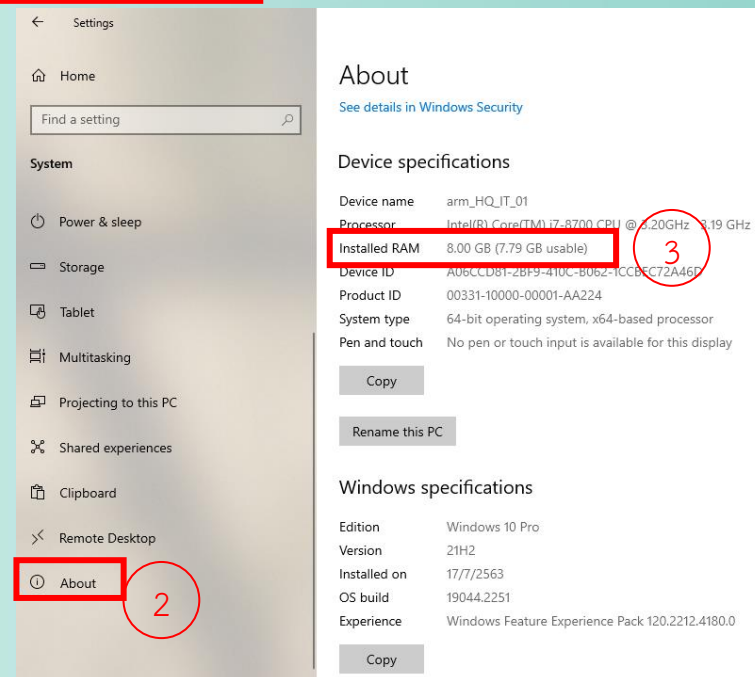 Settings
Home
Find a setting
System
Power & sleep
Storage
Tablet
Multitasking
Projecting to this PC
Shared experiences
Clipboard
Remote Desktop
About
2
About
See details in Windows Security
Device specifications
Device name arm_HQ_IT_01
Processor Intel(R) Core(TM) i7-8700 CPU @ 3.20GHz 3.19 GHz
Installed RAM 8.00 GB (7.79 GB usable)
3
Device ID A06CCD81-2BF9-410C-B062-1CCBEC72A46D
Product ID 00331-10000-00001-AA224
System type 64-bit operating system, x64-based processor
Pen and touch No pen or touch input is available for this display
Copy
Rename this PC
Windows specifications
Edition Windows 10 Pro
Version 21H2
Installed on 17/7/2563
OS build 19044.2251
Experience Windows Feature Experience Pack 120.2212.4180.0
Copy